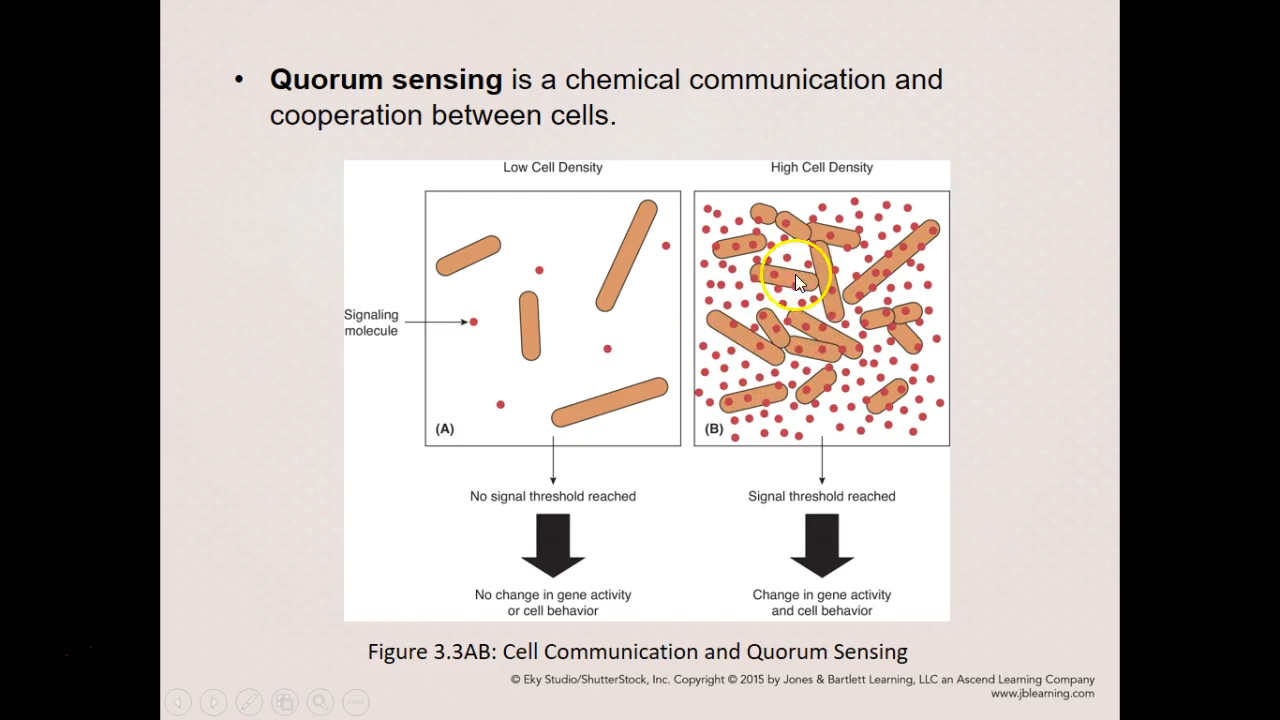 • Quorum sensing is a chemical communication and
cooperation between cells.
Low Cell Density
High Cell Density
Signaling
molecule
(A)
(B)
No signal threshold reached
Signal threshold reached
No change in gene activity
or cell behavior
Change in gene activity
and cell behavior
Figure 3.3AB: Cell Communication and Quorum Sensing
© Eky Studio/ShutterStock, Inc. Copyright © 2015 by Jones & Bartlett Learning, LLC an Ascend Learning Company
www.jblearning.com